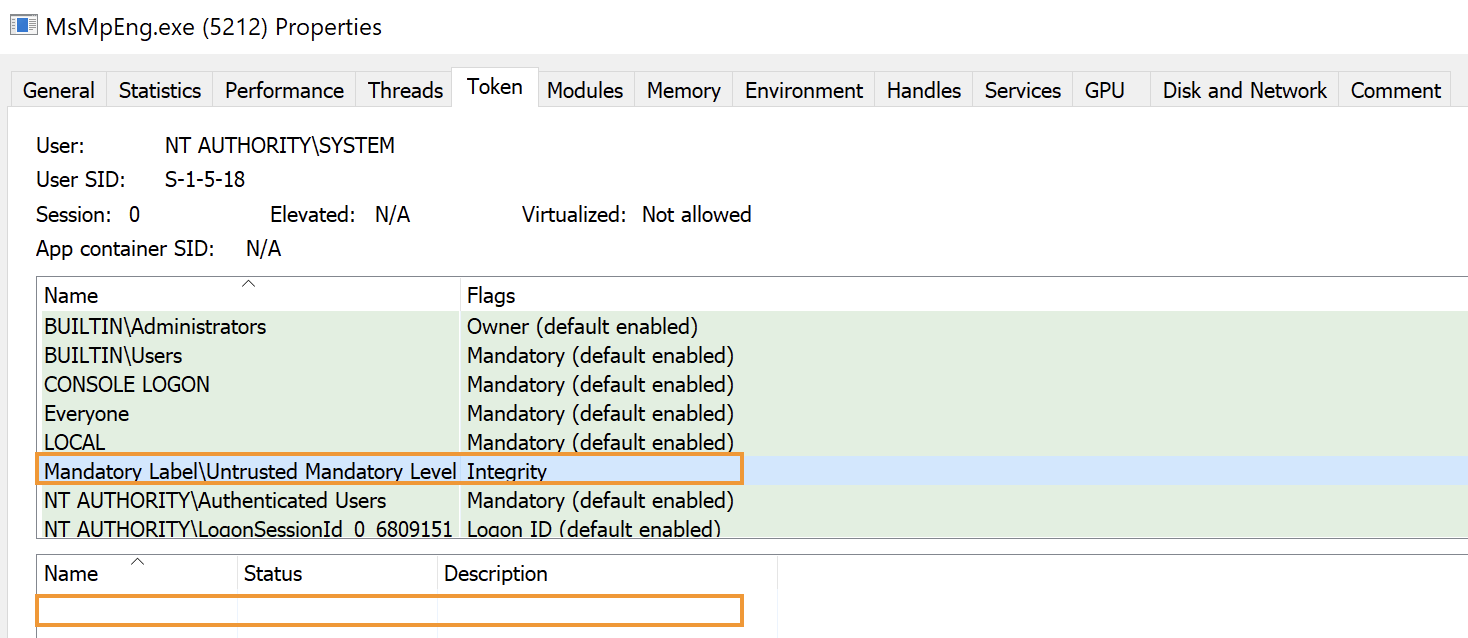 MsMpEng.exe (5212) Properties
General Statistics Performance Threads Token Modules Memory Environment Handles Services GPU Disk and Network Comment
User: NT AUTHORITY\SYSTEM
User SID: S-1-5-18
Session: 0 Elevated: N/A Virtualized: Not allowed
App container SID: N/A
Name Flags
BUILTIN\Administrators Owner (default enabled)
BUILTIN\Users Mandatory (default enabled)
CONSOLE LOGON Mandatory (default enabled)
Everyone Mandatory (default enabled)
LOCAL Mandatory (default enabled)
Mandatory Label\Untrusted Mandatory Level Integrity
NT AUTHORITY\Authenticated Users Mandatory (default enabled)
NT AUTHORITY\LogonSessionId_0_6809151 Logon ID (default enabled)
Name Status Description